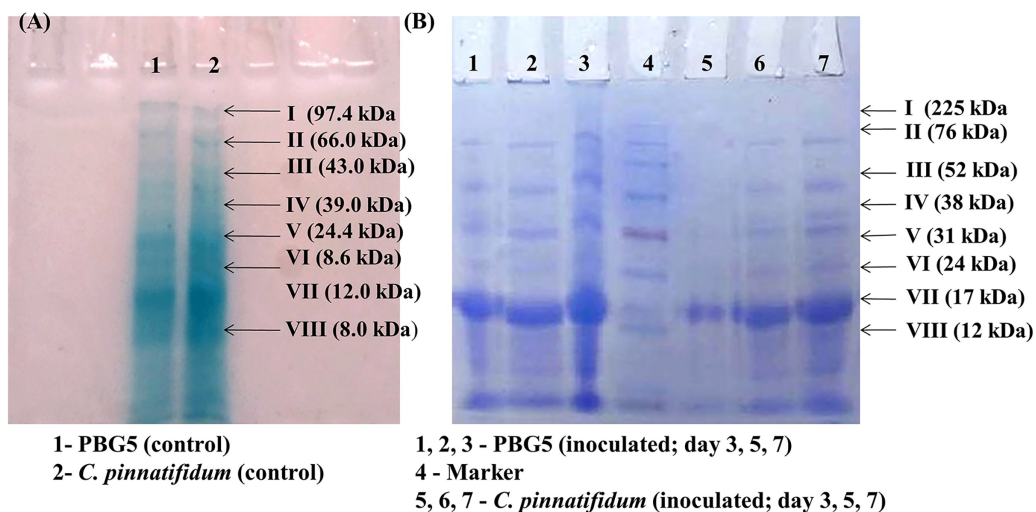 (A)
1 2
I (97.4 kDa
II (66.0 kDa)
III (43.0 kDa)
IV (39.0 kDa)
V (24.4 kDa)
VI (8.6 kDa)
VII (12.0 kDa)
VIII (8.0 kDa)
1- PBG5 (control)
2- C. pinnatifidum (control)
(B)
1 2 3 4 5 6 7
I (225 kDa
II (76 kDa)
III (52 kDa)
IV (38 kDa)
V (31 kDa)
VI (24 kDa)
VII (17 kDa)
VIII (12 kDa)
1, 2, 3 - PBG5 (inoculated; day 3, 5, 7)
4 - Marker
5, 6, 7 - C. pinnatifidum (inoculated; day 3, 5, 7)